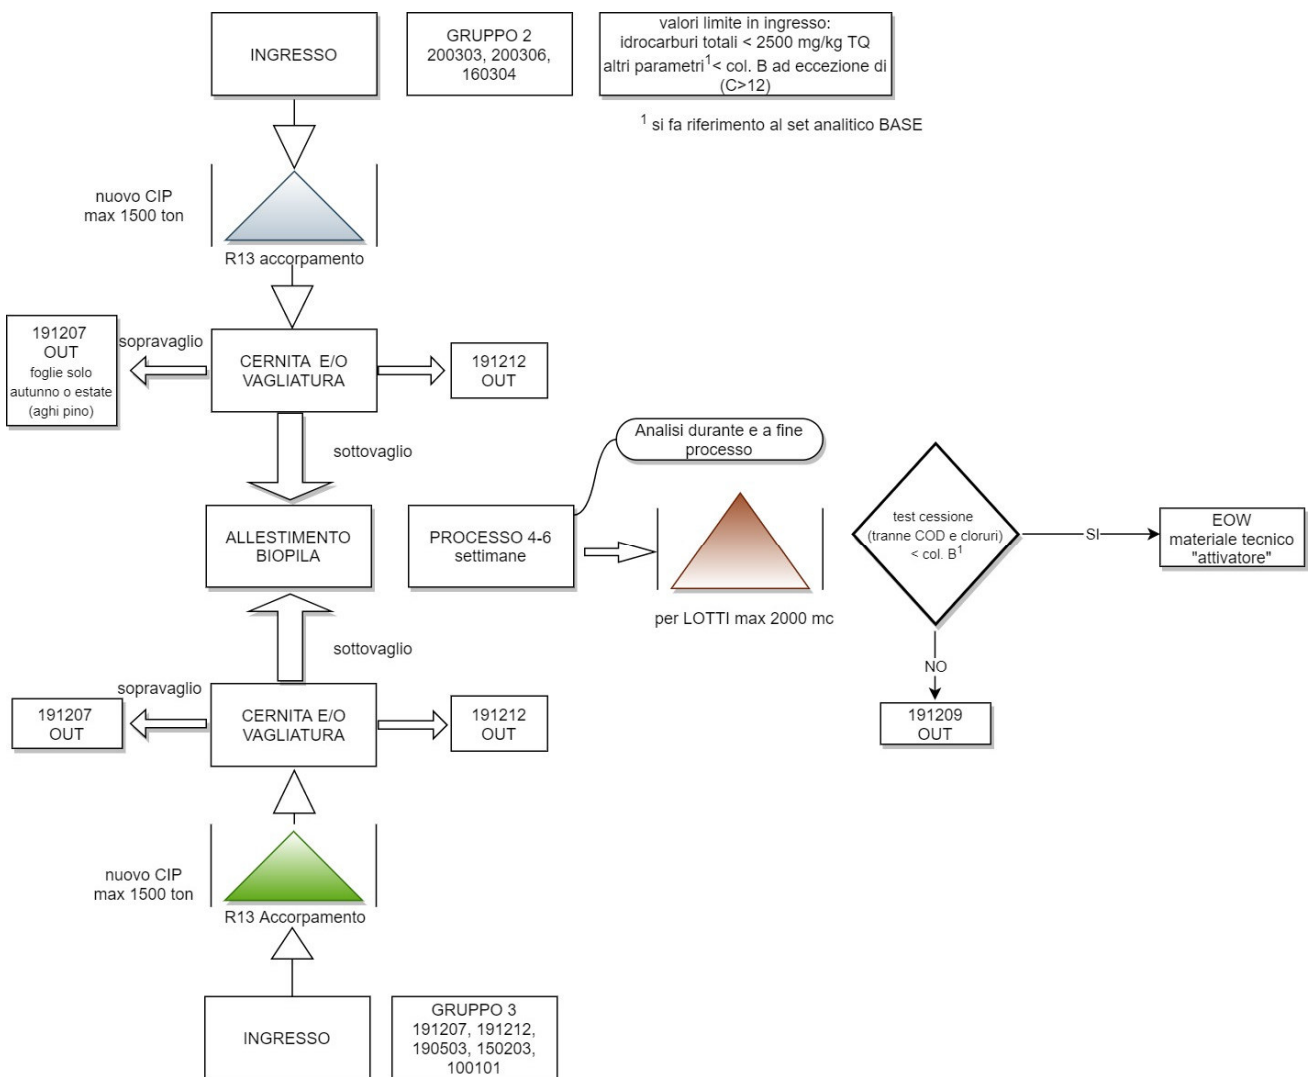 INGRESSO
GRUPPO 2
200303, 200306,
160304
valori limite in ingresso:
idrocarburi totali < 2500 mg/kg TQ
altri parametri¹< col. B ad eccezione di
(C>12)
¹ si fa riferimento al set analitico BASE
nuovo CIP
max 1500 ton
R13 accorpamento
191207
OUT
foglie solo
autunno o estate
(aghi pino)
sopravaglio
CERNITA E/O
VAGLIATURA
191212
OUT
sottovaglio
Analisi durante e a fine
processo
ALLESTIMENTO
BIOPILA
PROCESSO 4-6
settimane
per LOTTI max 2000 mc
test cessione
(tranne COD e cloruri)
< col. B¹
SI
EOW
materiale tecnico
"attivatore"
NO
191209
OUT
sottovaglio
sopravaglio
191207
OUT
CERNITA E/O
VAGLIATURA
191212
OUT
nuovo CIP
max 1500 ton
R13 Accorpamento
INGRESSO
GRUPPO 3
191207, 191212,
190503, 150203,
100101